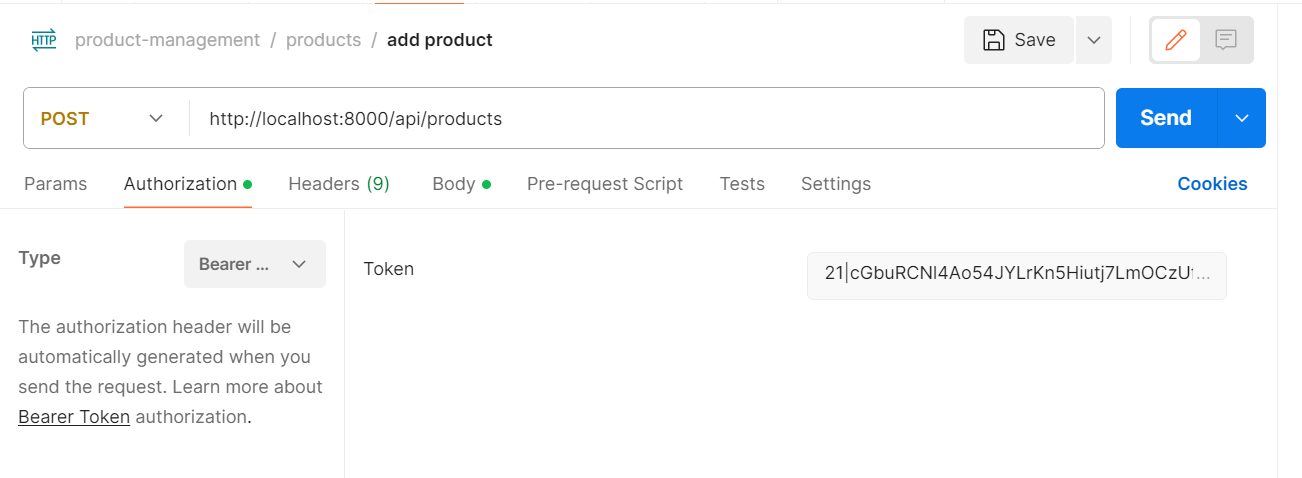 HTTP product-management / products / add product Save
POST http://localhost:8000/api/products Send
Params Authorization Headers (9) Body Pre-request Script Tests Settings Cookies
Type Bearer ... Token 21|cGbuRCNl4Ao54JYLrKn5Hiutj7LmOCzU...
The authorization header will be
automatically generated when you
send the request. Learn more about
Bearer Token authorization.